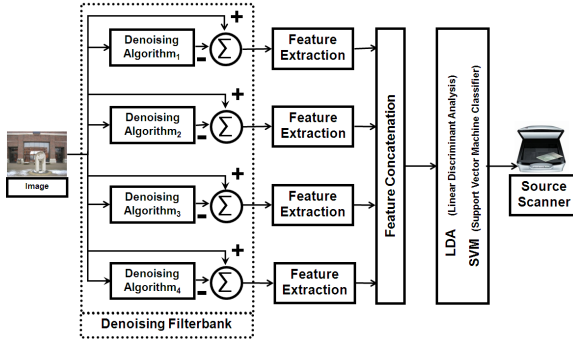 +
Denoising
Algorithm1
-
Σ
Feature
Extraction
+
Denoising
Algorithm2
-
Σ
Feature
Extraction
Image
+
Denoising
Algorithm3
-
Σ
Feature
Extraction
+
Denoising
Algorithm4
-
Σ
Feature
Extraction
Denoising Filterbank
Feature Concatenation
LDA (Linear Discriminant Analysis)
SVM (Support Vector Machine Classifier)
Source
Scanner